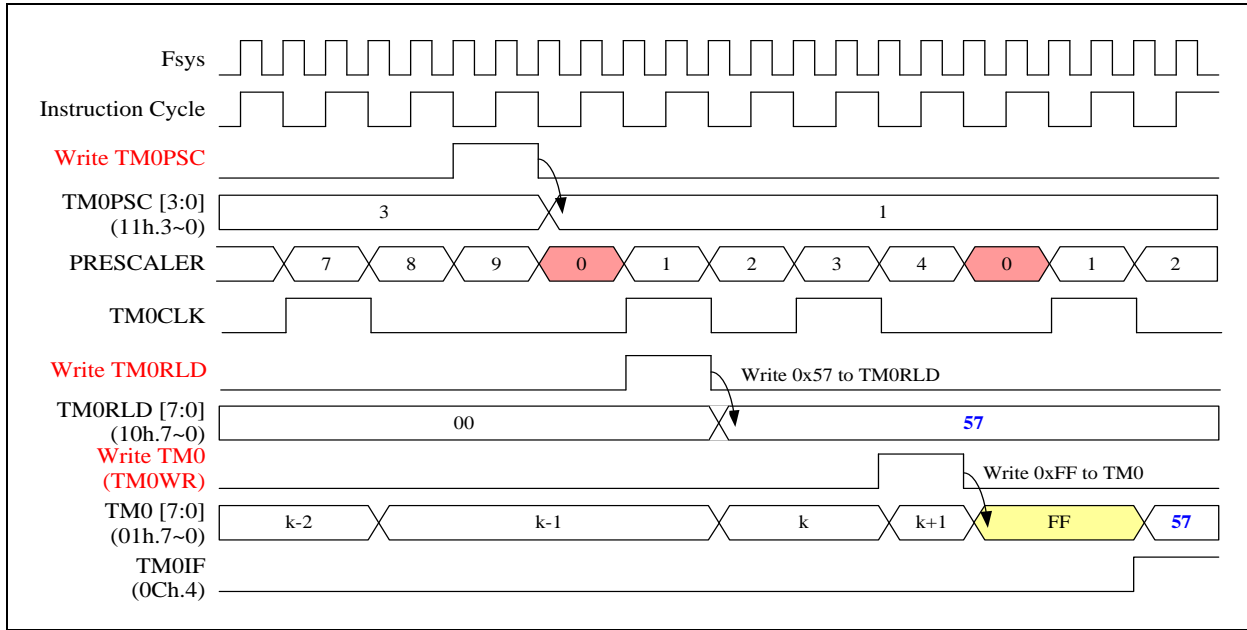 Fsys
Instruction Cycle
Write TM0PSC
TM0PSC [3:0]
(11h.3~0)
3
1
PRESCALER
7
8
9
0
1
2
3
4
0
1
2
TM0CLK
Write TM0RLD
Write 0x57 to TM0RLD
TM0RLD [7:0]
(10h.7~0)
00
57
Write TM0
(TM0WR)
Write 0xFF to TM0
TM0 [7:0]
(01h.7~0)
k-2
k-1
k
k+1
FF
57
TM0IF
(0Ch.4)